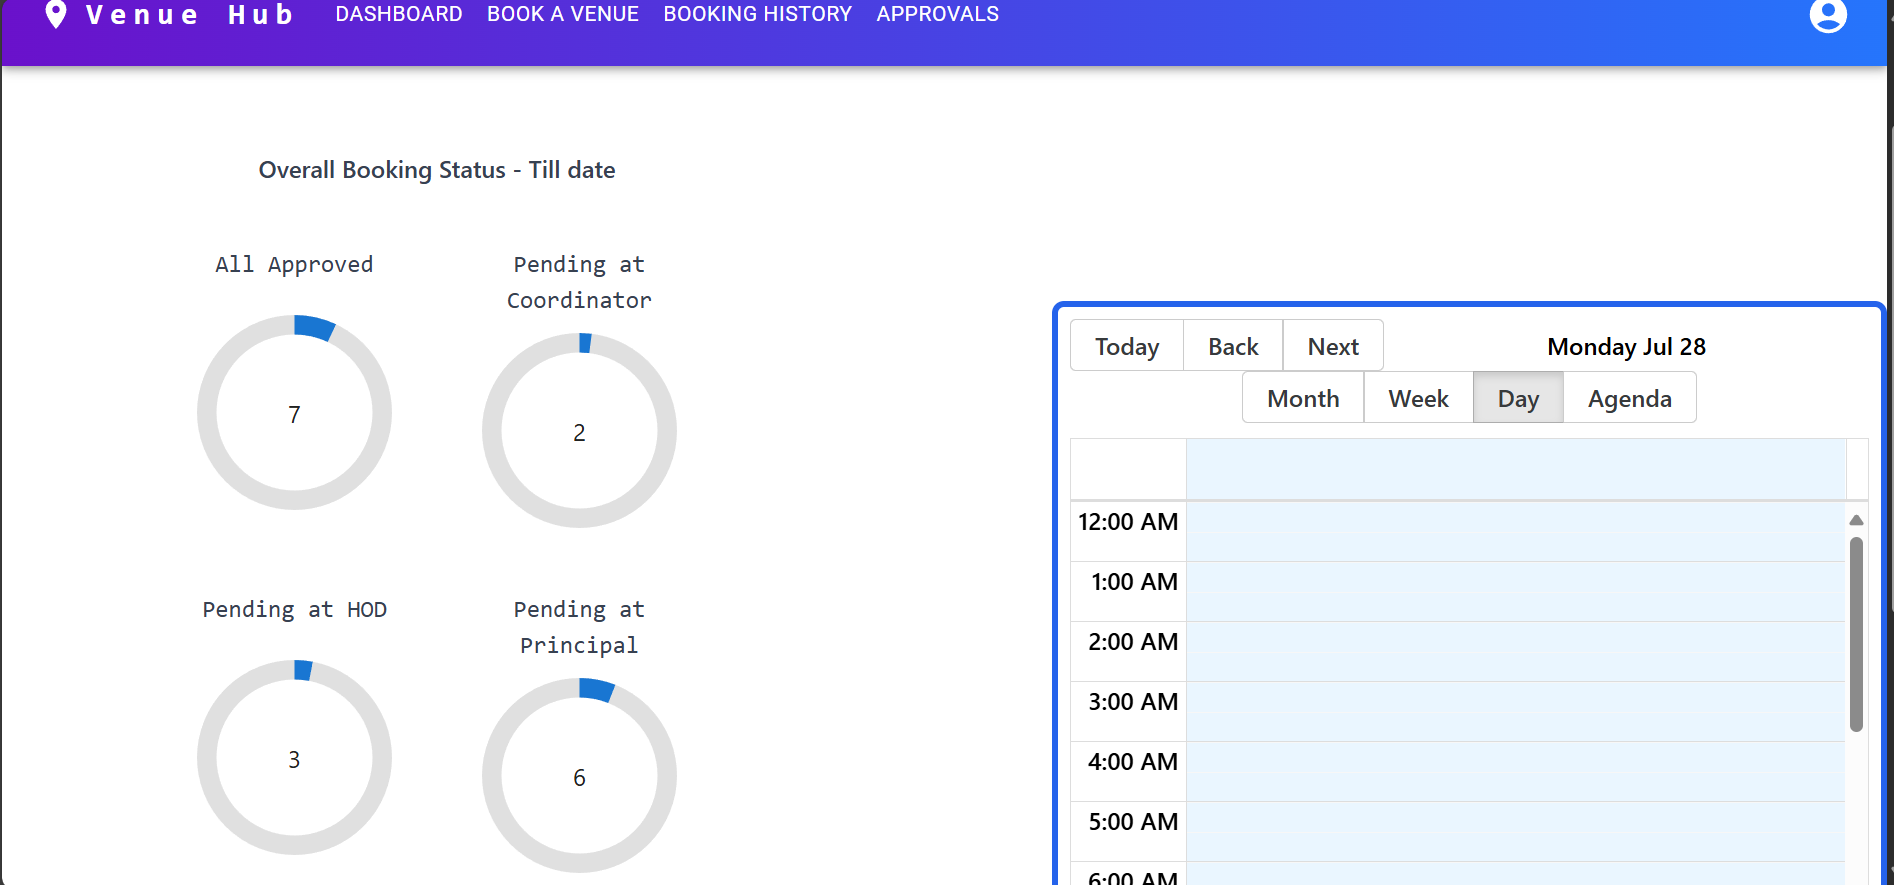 Venue Hub DASHBOARD BOOK A VENUE BOOKING HISTORY APPROVALS
Overall Booking Status - Till date
All Approved
7
Pending at
Coordinator
2
Pending at HOD
3
Pending at
Principal
6
Today Back Next Monday Jul 28
Month Week Day Agenda
12:00 AM
1:00 AM
2:00 AM
3:00 AM
4:00 AM
5:00 AM
6:00 AM